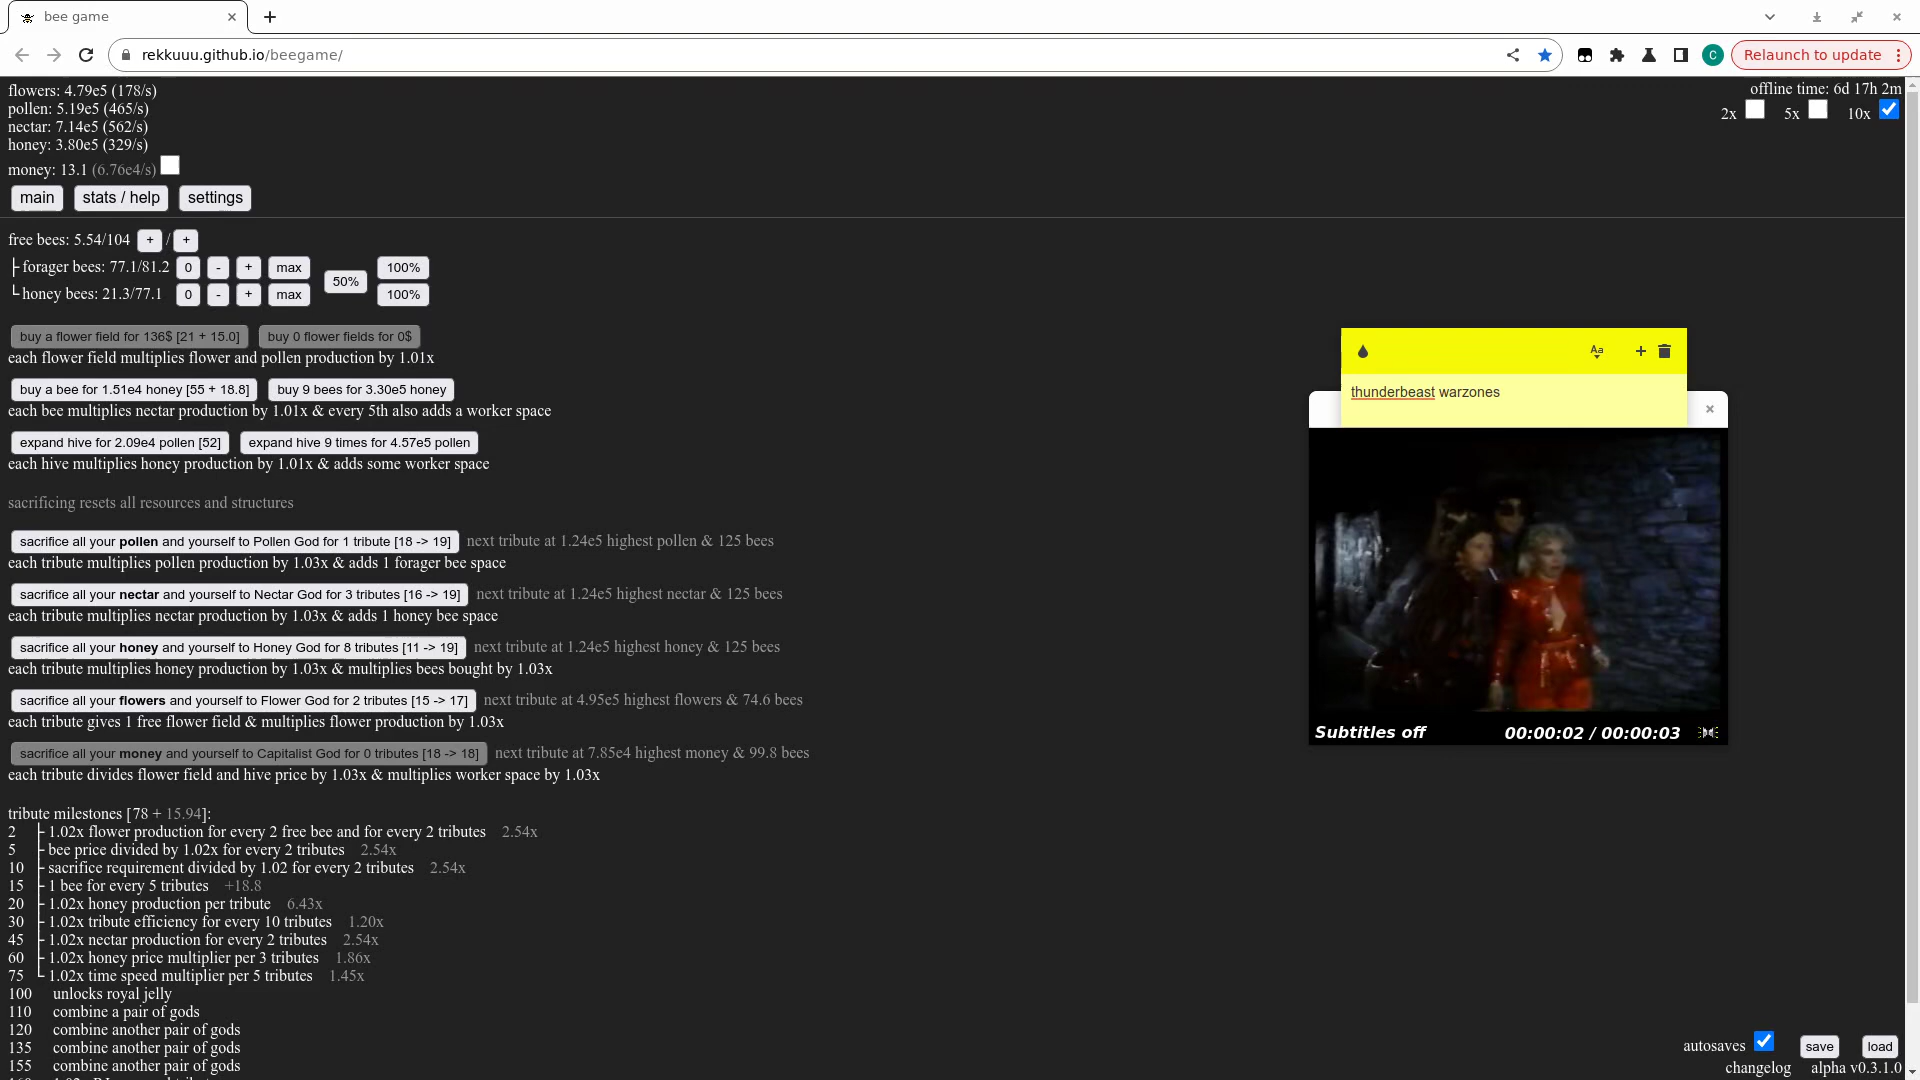 bee game
rekkuuu.github.io/beegame/
C
Relaunch to update
flowers: 4.79e5 (178/s)
pollen: 5.19e5 (465/s)
nectar: 7.14e5 (562/s)
honey: 3.80e5 (329/s)
money: 13.1 (6.76e4/s)
offline time: 6d 17h 2m
2x 5x 10x
main stats / help settings
free bees: 5.54/104 + / +
├ forager bees: 77.1/81.2 0 - + max 50% 100%
└ honey bees: 21.3/77.1 0 - + max 100%
buy a flower field for 136$ [21 + 15.0] buy 0 flower fields for 0$
each flower field multiplies flower and pollen production by 1.01x
buy a bee for 1.51e4 honey [55 + 18.8] buy 9 bees for 3.30e5 honey
each bee multiplies nectar production by 1.01x & every 5th also adds a worker space
expand hive for 2.09e4 pollen [52] expand hive 9 times for 4.57e5 pollen
each hive multiplies honey production by 1.01x & adds some worker space
sacrificing resets all resources and structures
sacrifice all your pollen and yourself to Pollen God for 1 tribute [18 -> 19] next tribute at 1.24e5 highest pollen & 125 bees
each tribute multiplies pollen production by 1.03x & adds 1 forager bee space
sacrifice all your nectar and yourself to Nectar God for 3 tributes [16 -> 19] next tribute at 1.24e5 highest nectar & 125 bees
each tribute multiplies nectar production by 1.03x & adds 1 honey bee space
sacrifice all your honey and yourself to Honey God for 8 tributes [11 -> 19] next tribute at 1.24e5 highest honey & 125 bees
each tribute multiplies honey production by 1.03x & multiplies bees bought by 1.03x
sacrifice all your flowers and yourself to Flower God for 2 tributes [15 -> 17] next tribute at 4.95e5 highest flowers & 74.6 bees
each tribute gives 1 free flower field & multiplies flower production by 1.03x
sacrifice all your money and yourself to Capitalist God for 0 tributes [18 -> 18] next tribute at 7.85e4 highest money & 99.8 bees
each tribute divides flower field and hive price by 1.03x & multiplies worker space by 1.03x
tribute milestones [78 + 15.94]:
2 ├ 1.02x flower production for every 2 free bee and for every 2 tributes 2.54x
5 ├ bee price divided by 1.02x for every 2 tributes 2.54x
10 ├ sacrifice requirement divided by 1.02 for every 2 tributes 2.54x
15 ├ 1 bee for every 5 tributes +18.8
20 ├ 1.02x honey production per tribute 6.43x
30 ├ 1.02x tribute efficiency for every 10 tributes 1.20x
45 ├ 1.02x nectar production for every 2 tributes 2.54x
60 ├ 1.02x honey price multiplier per 3 tributes 1.86x
75 └ 1.02x time speed multiplier per 5 tributes 1.45x
100 unlocks royal jelly
110 combine a pair of gods
120 combine another pair of gods
135 combine another pair of gods
155 combine another pair of gods
Aa
thunderbeast warzones
Subtitles off 00:00:02 / 00:00:03
autosaves save load
changelog alpha v0.3.1.0